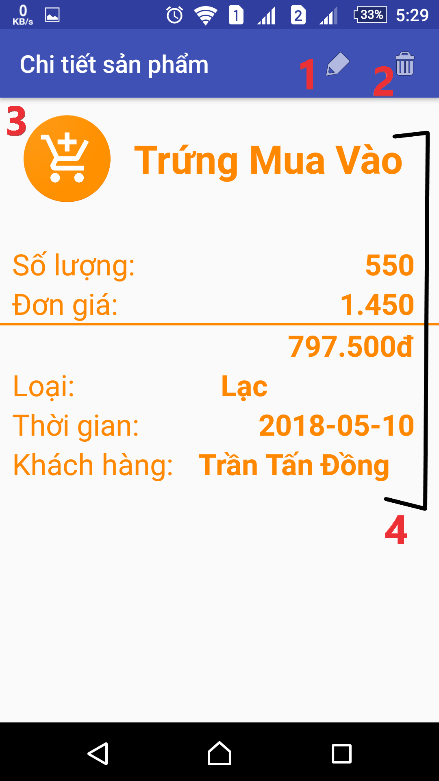 0 KB/s 1 2 33% 5:29
Chi tiết sản phẩm 1 2
3
Trứng Mua Vào
Số lượng: 550
Đơn giá: 1.450
797.500đ
Loại: Lạc
Thời gian: 2018-05-10
Khách hàng: Trần Tấn Đồng
4